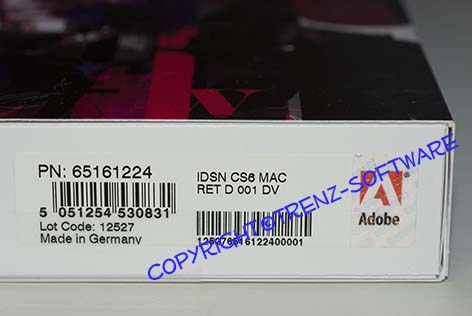 PN: 65161224
5 051254 530831
Lot Code: 12527
Made in Germany
IDSN CS6 MAC
RET D 001 DV
Adobe
COPYRIGHT©TRENZ-SOFTWARE